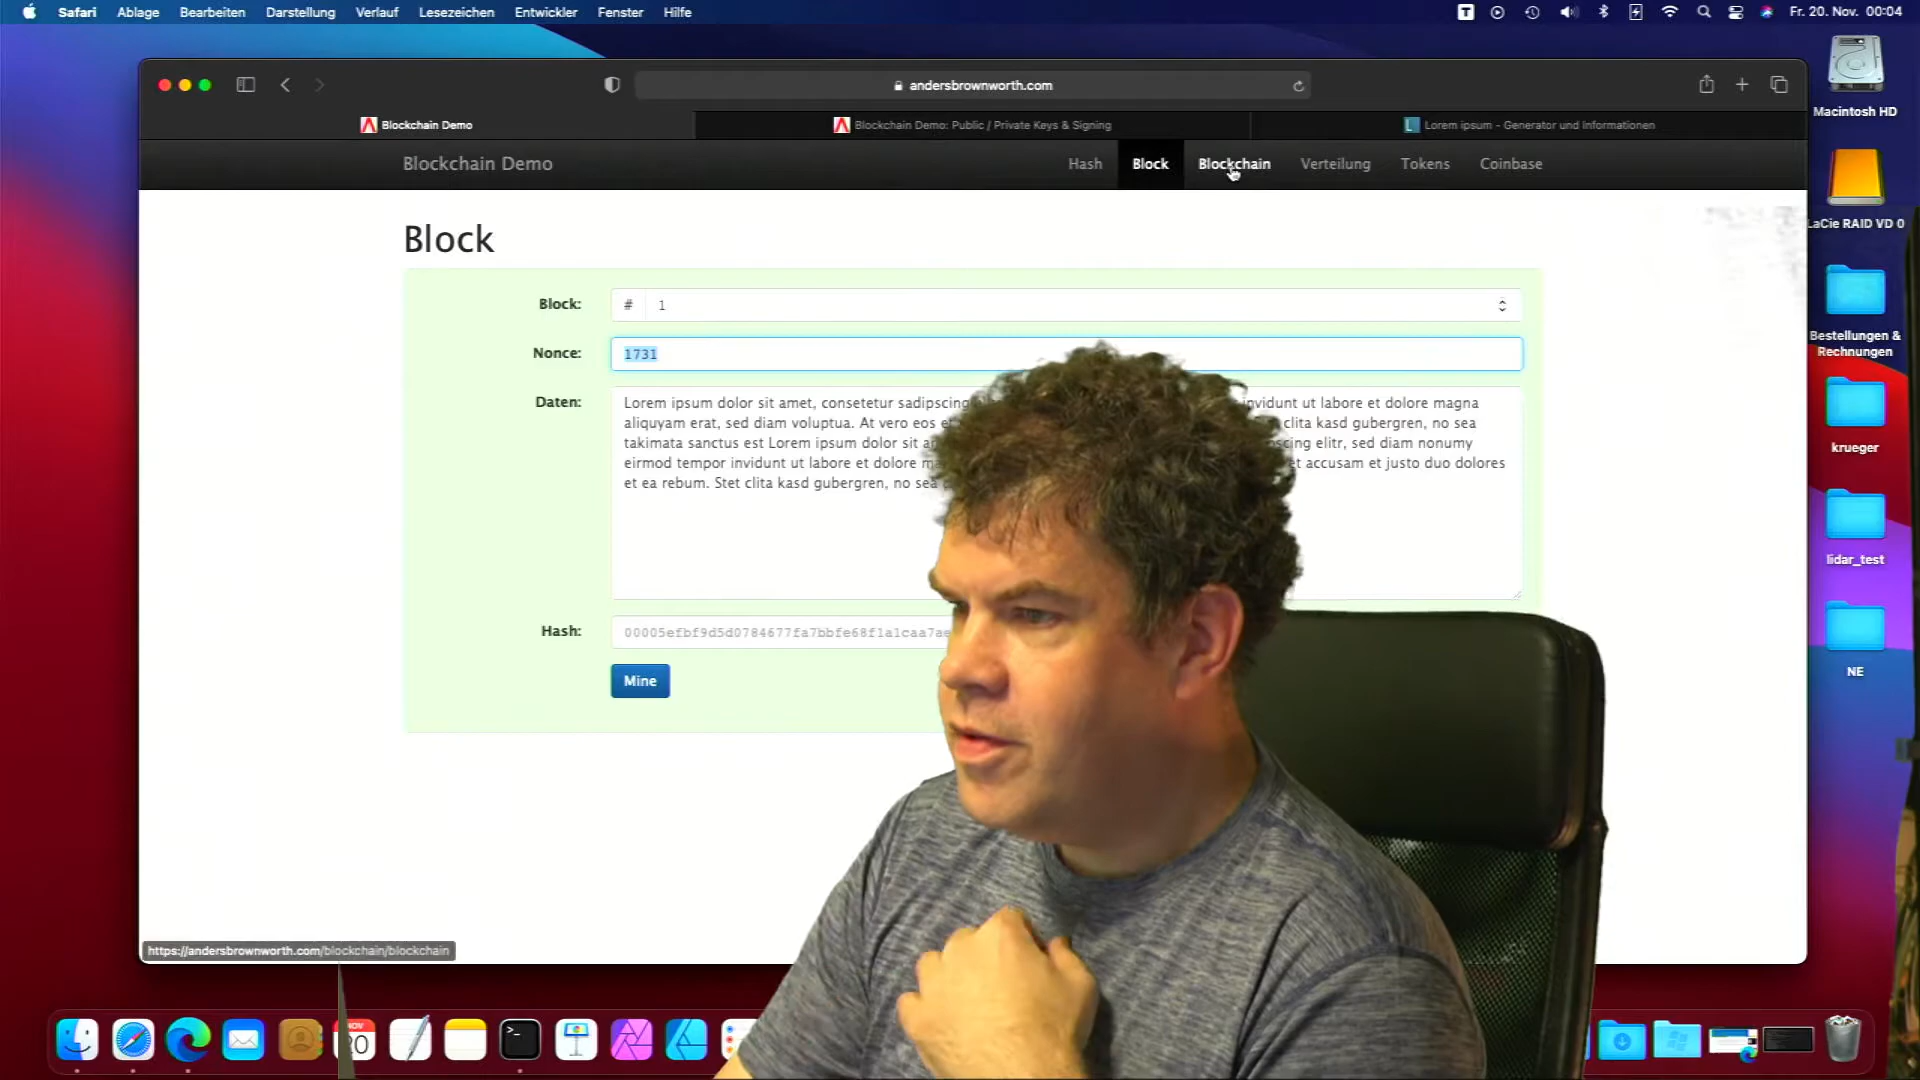 Safari Ablage Bearbeiten Darstellung Verlauf Lesezeichen Entwickler Fenster Hilfe
Fr. 20. Nov. 00:04
andersbrownworth.com
Blockchain Demo
Blockchain Demo: Public / Private Keys & Signing
Lorem ipsum - Generator und Informationen
Blockchain Demo
Hash Block Blockchain Verteilung Tokens Coinbase
Block
Block: # 1
Nonce: 1731
Daten:
Lorem ipsum dolor sit amet, consetetur sadipscing invidunt ut labore et dolore magna
aliquyam erat, sed diam voluptua. At vero eos clita kasd gubergren, no sea
takimata sanctus est Lorem ipsum dolor sit elitr, sed diam nonumy
eirmod tempor invidunt ut labore et dolore et accusam et justo duo dolores
et ea rebum. Stet clita kasd gubergren, no sea
Hash: 00005efbf9d5d0784677fa7bbfe68f1a1caa7ae
Mine
https://andersbrownworth.com/blockchain/blockchain
Macintosh HD
LaCie RAID VD 0
Bestellungen &
Rechnungen
krueger
lidar_test
NE
NOV
20